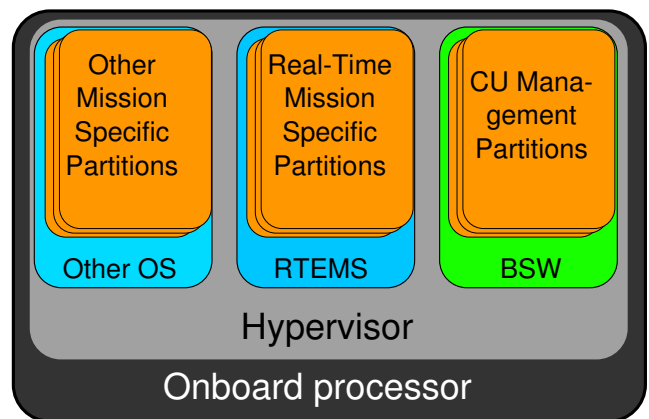 Other
Mission
Specific
Partitions
Other OS
Real-Time
Mission
Specific
Partitions
RTEMS
CU Mana-
gement
Partitions
BSW
Hypervisor
Onboard processor